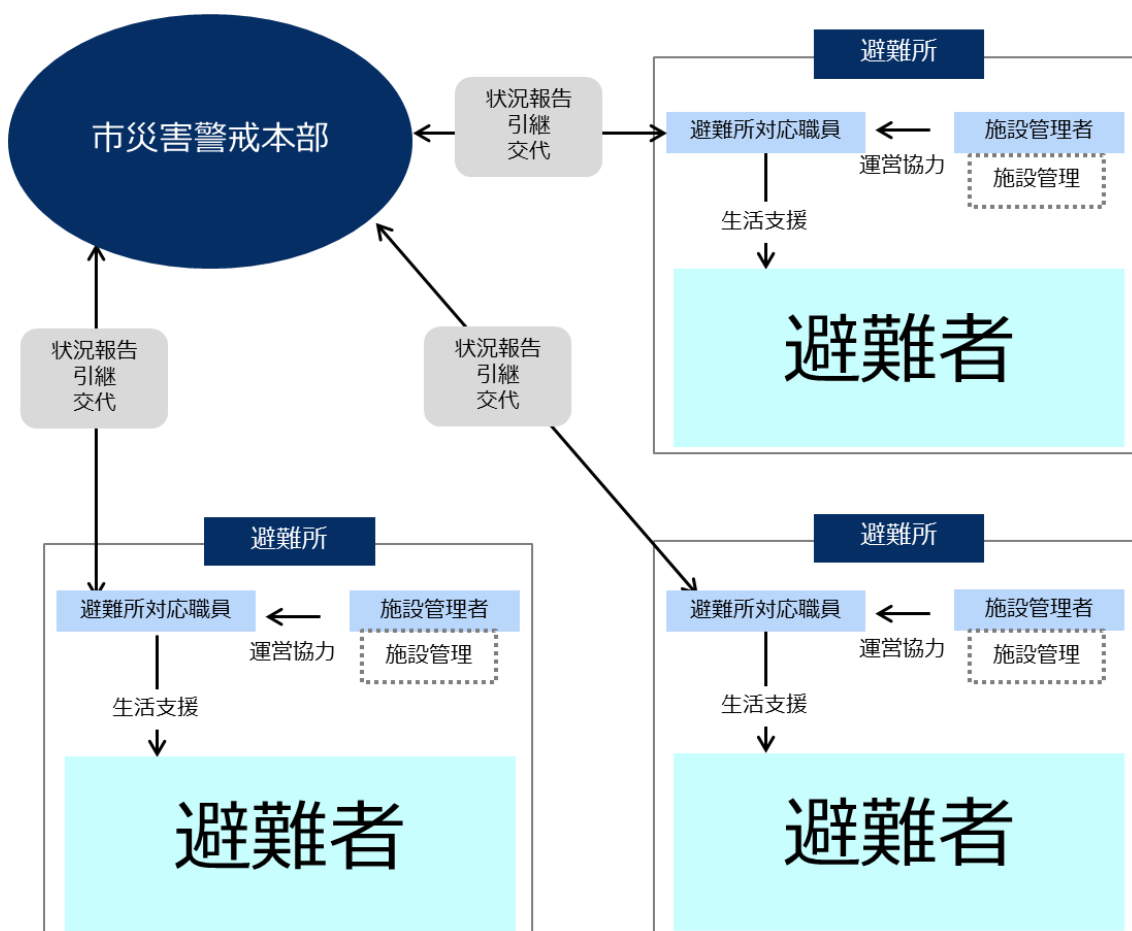 市災害警戒本部
状況報告
引継
交代
避難所
避難所対応職員
施設管理者
運営協力
施設管理
生活支援
避難者
状況報告
引継
交代
状況報告
引継
交代
避難所
避難所対応職員
施設管理者
運営協力
施設管理
生活支援
避難者
避難所
避難所対応職員
施設管理者
運営協力
施設管理
生活支援
避難者